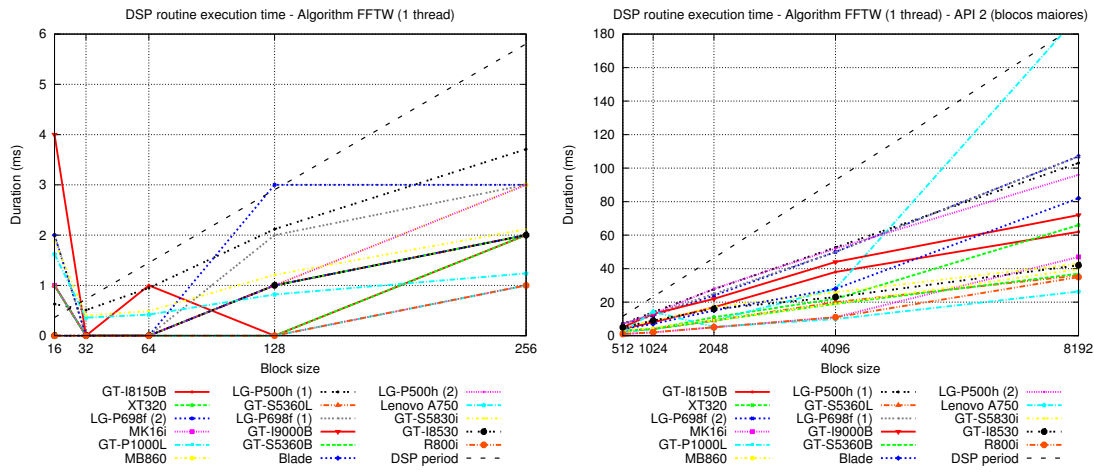 DSP routine execution time - Algorithm FFTW (1 thread)
6
5
4
3
2
1
0
Duration (ms)
16 32 64 128 256
Block size
GT-I8150B LG-P500h (1) LG-P500h (2)
XT320 GT-S5360L Lenovo A750
LG-P698f (2) LG-P698f (1) GT-S5830i
MK16i GT-I9000B GT-I8530
GT-P1000L GT-S5360B R800i
MB860 Blade DSP period
DSP routine execution time - Algorithm FFTW (1 thread) - API 2 (blocos maiores)
180
160
140
120
100
80
60
40
20
0
Duration (ms)
512 1024 2048 4096 8192
Block size
GT-I8150B LG-P500h (1) LG-P500h (2)
XT320 GT-S5360L Lenovo A750
LG-P698f (2) LG-P698f (1) GT-S5830i
MK16i GT-I9000B GT-I8530
GT-P1000L GT-S5360B R800i
MB860 Blade DSP period